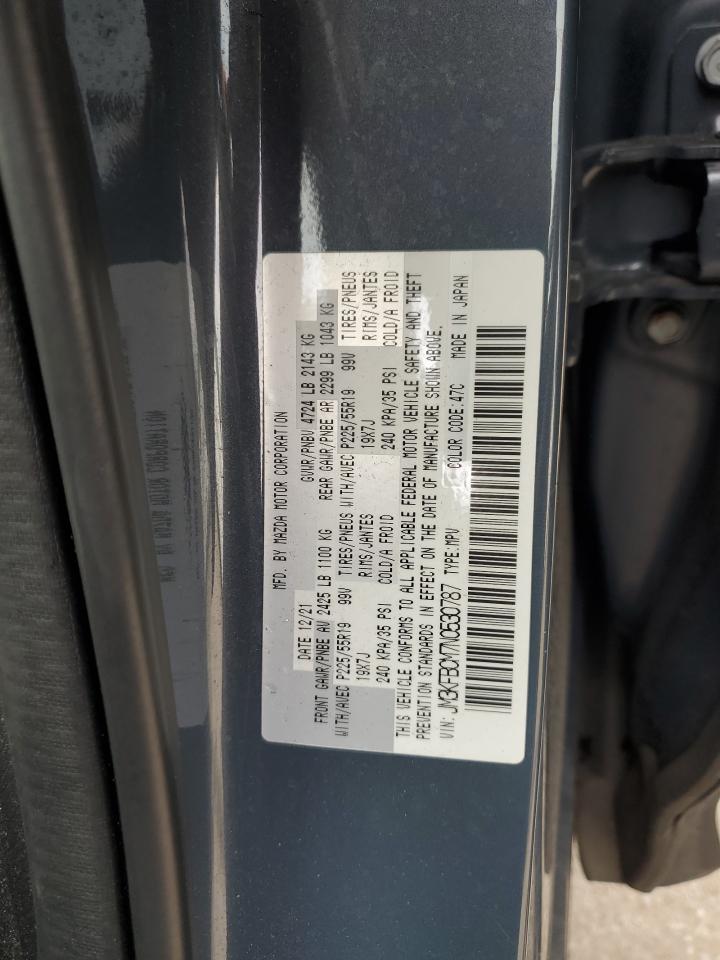 MFD. BY MAZDA MOTOR CORPORATION
DATE 12/21 GVWR/PNBV 4724 LB 2143 KG
FRONT GAWR/PNBE AV 2425 LB 1100 KG REAR GAWR/PNBE AR 2299 LB 1043 KG
WITH/AVEC P225/55R19 99V TIRES/PNEUS WITH/AVEC P225/55R19 99V TIRES/PNEUS
19X7J RIMS/JANTES 19X7J RIMS/JANTES
240 KPA/35 PSI COLD/A FROID 240 KPA/35 PSI COLD/A FROID
THIS VEHICLE CONFORMS TO ALL APPLICABLE FEDERAL MOTOR VEHICLE SAFETY AND THEFT
PREVENTION STANDARDS IN EFFECT ON THE DATE OF MANUFACTURE SHOWN ABOVE.
VIN: JM3KFBCM7N0530787 TYPE:MPV COLOR CODE:47C MADE IN JAPAN